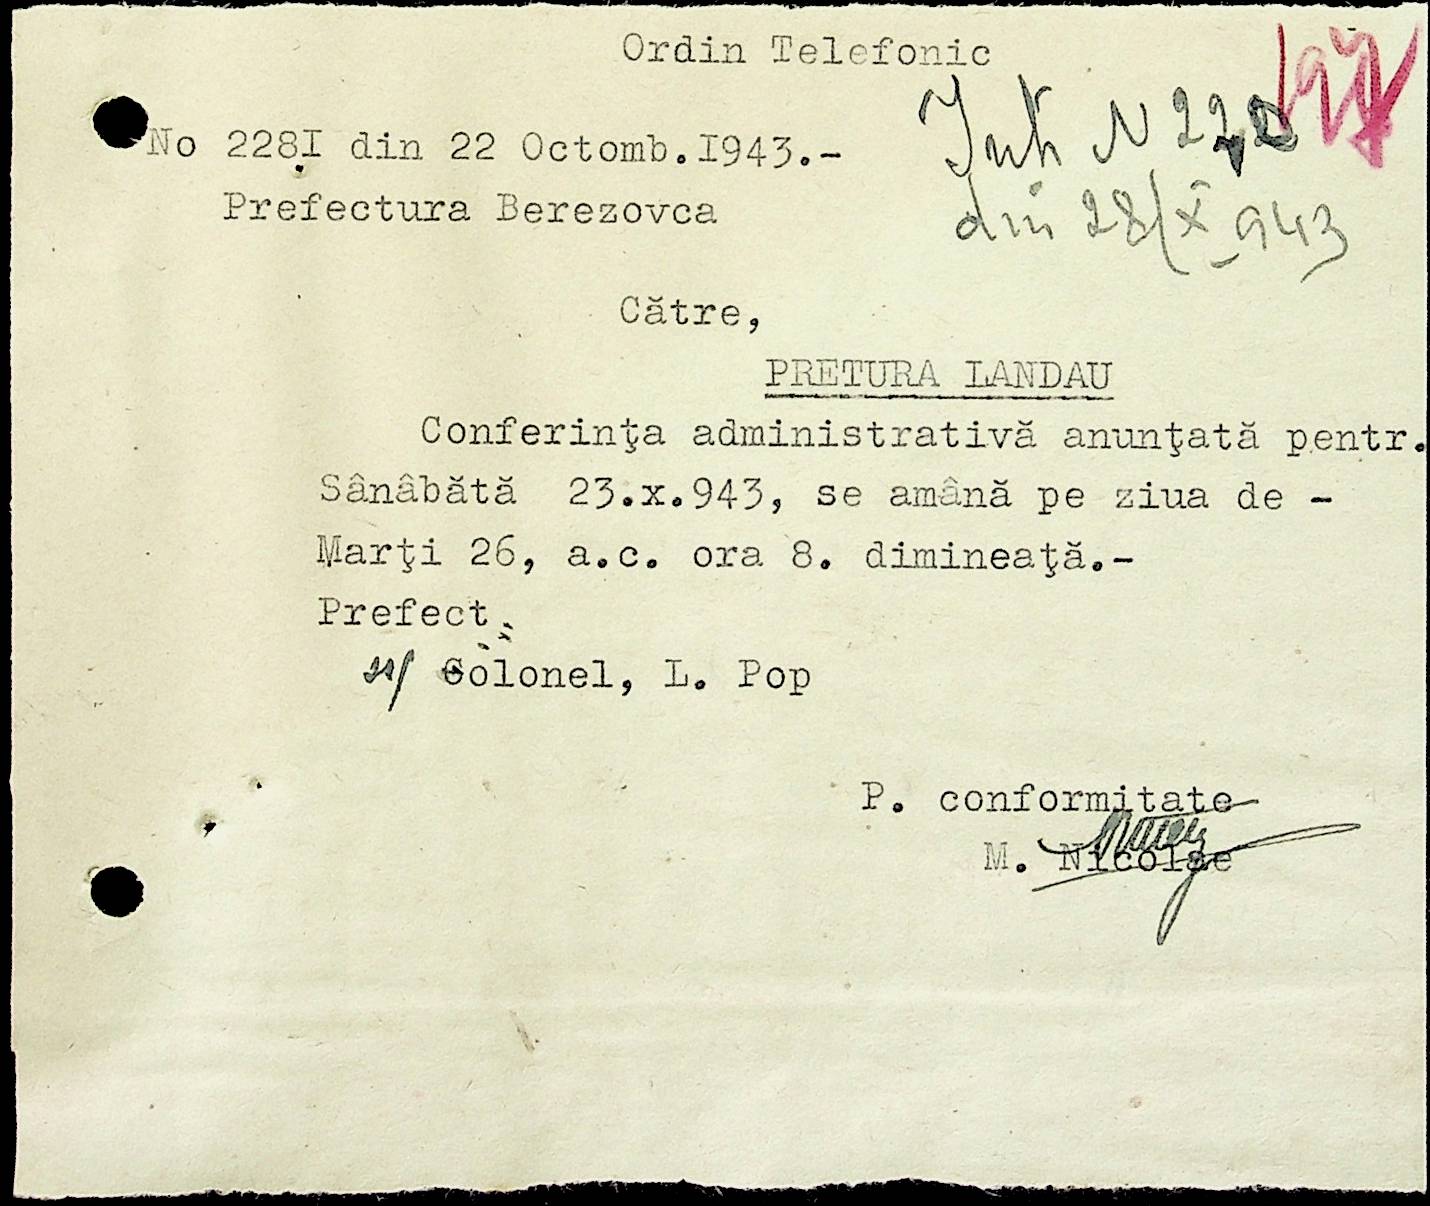 Ordin Telefonic
No 228I din 22 Octomb.I943.-
din 28/X 943
Prefectura Berezovca
Către,
PRETURA LANDAU
Conferinţa administrativă anunţată pentr.
Sânâbătă 23.x.943, se amână pe ziua de -
Marţi 26, a.c. ora 8. dimineaţă.-
Prefect.
ss/ Colonel, L. Pop
P. conformitate
M. Nicolae